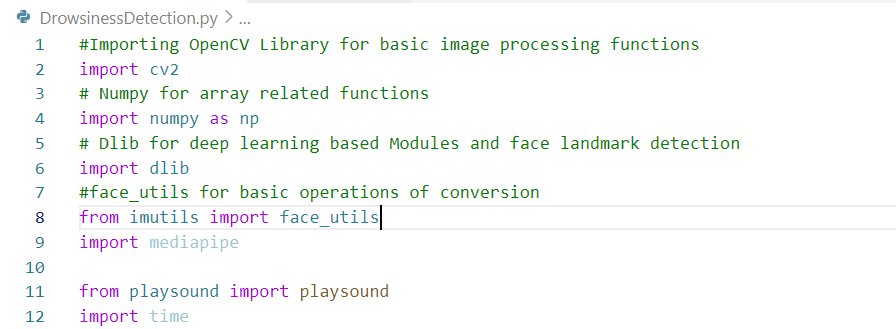 DrowsinessDetection.py > ...
1 #Importing OpenCV Library for basic image processing functions
2 import cv2
3 # Numpy for array related functions
4 import numpy as np
5 # Dlib for deep learning based Modules and face landmark detection
6 import dlib
7 #face_utils for basic operations of conversion
8 from imutils import face_utils
9 import mediapipe
10
11 from playsound import playsound
12 import time